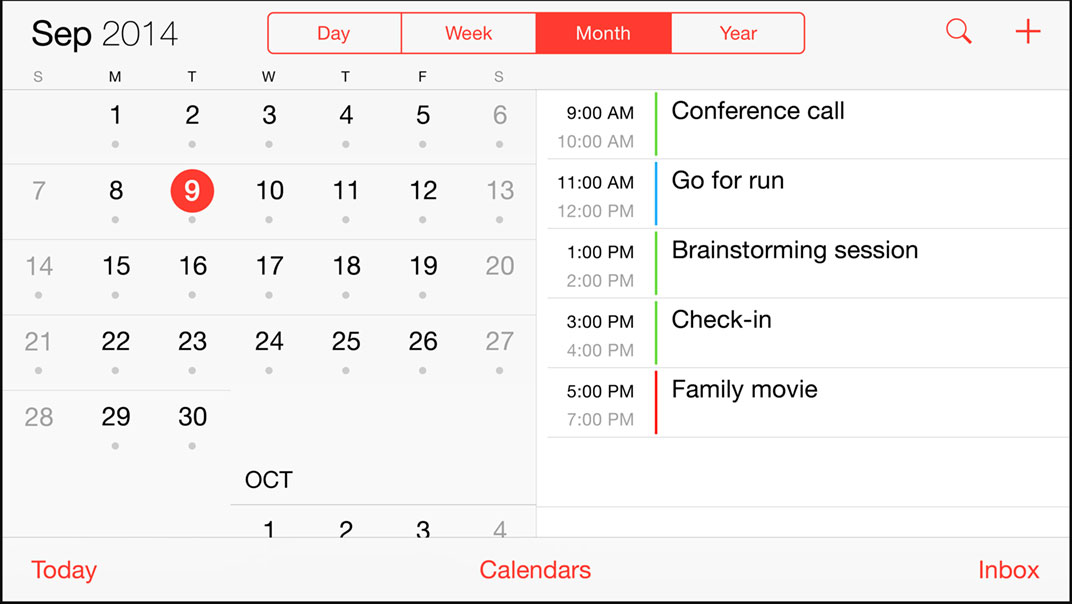 Sep 2014
Day Week Month Year
S M T W T F S
1 2 3 4 5 6
7 8 9 10 11 12 13
14 15 16 17 18 19 20
21 22 23 24 25 26 27
28 29 30
OCT
1 2 3 4
9:00 AM Conference call
10:00 AM
11:00 AM Go for run
12:00 PM
1:00 PM Brainstorming session
2:00 PM
3:00 PM Check-in
4:00 PM
5:00 PM Family movie
7:00 PM
Today Calendars Inbox